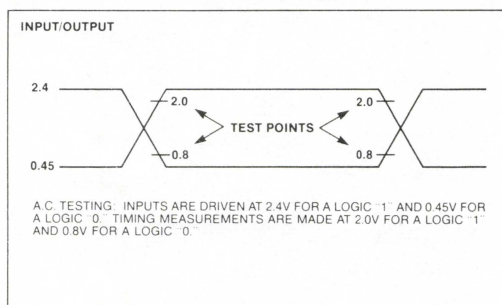 INPUT/OUTPUT
2.4
2.0
2.0
TEST POINTS
0.8
0.8
0.45
A.C. TESTING: INPUTS ARE DRIVEN AT 2.4V FOR A LOGIC "1" AND 0.45V FOR
A LOGIC "0." TIMING MEASUREMENTS ARE MADE AT 2.0V FOR A LOGIC "1"
AND 0.8V FOR A LOGIC "0."